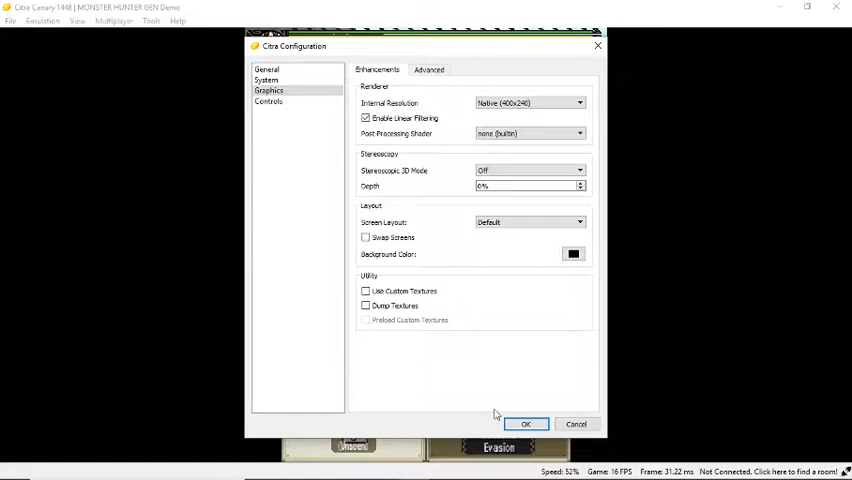 Citra Canary 1448 | MONSTER HUNTER GEN Demo
File Emulation View Multiplayer Tools Help
Citra Configuration
General
System
Graphics
Controls
Enhancements Advanced
Renderer
Internal Resolution Native (400x240)
Enable Linear Filtering
Post-Processing Shader none (builtin)
Stereoscopy
Stereoscopic 3D Mode Off
Depth 0%
Layout
Screen Layout: Default
Swap Screens
Background Color:
Utility
Use Custom Textures
Dump Textures
Preload Custom Textures
OK Cancel
(Unseen) Evasion
Speed: 52% Game: 16 FPS Frame: 31.22 ms Not Connected. Click here to find a room!